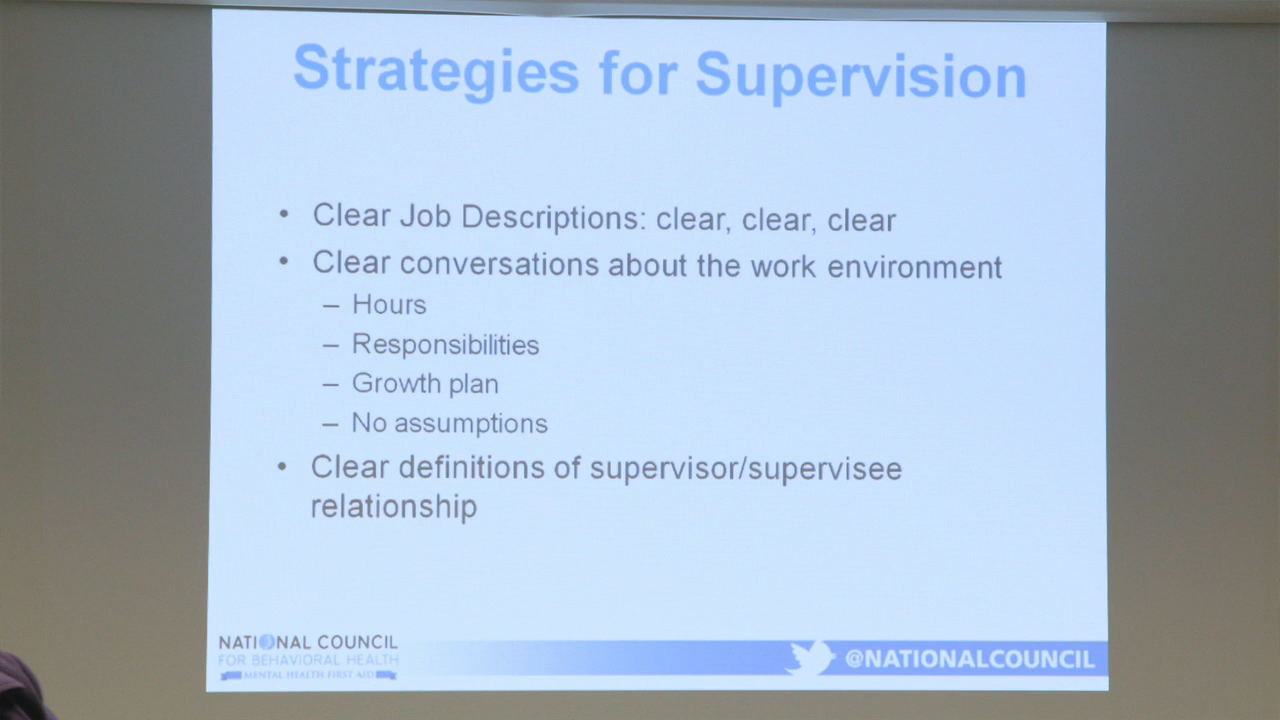 Strategies for Supervision
• Clear Job Descriptions: clear, clear, clear
• Clear conversations about the work environment
– Hours
– Responsibilities
– Growth plan
– No assumptions
• Clear definitions of supervisor/supervisee
relationship
NATIONAL COUNCIL
FOR BEHAVIORAL HEALTH
MENTAL HEALTH FIRST AID
@NATIONALCOUNCIL